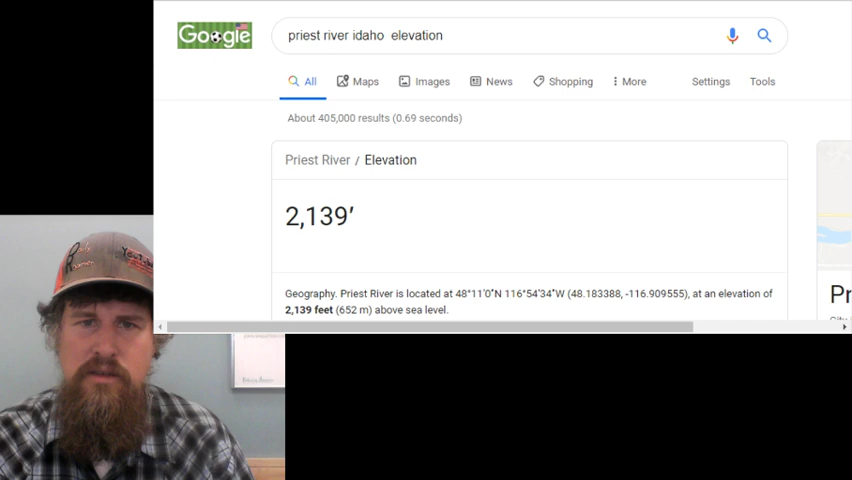 Google
priest river idaho elevation
All Maps Images News Shopping More Settings Tools
About 405,000 results (0.69 seconds)
Priest River / Elevation
2,139′
Geography. Priest River is located at 48°11′0″N 116°54′34″W (48.183388, -116.909555), at an elevation of
2,139 feet (652 m) above sea level.
YouTube